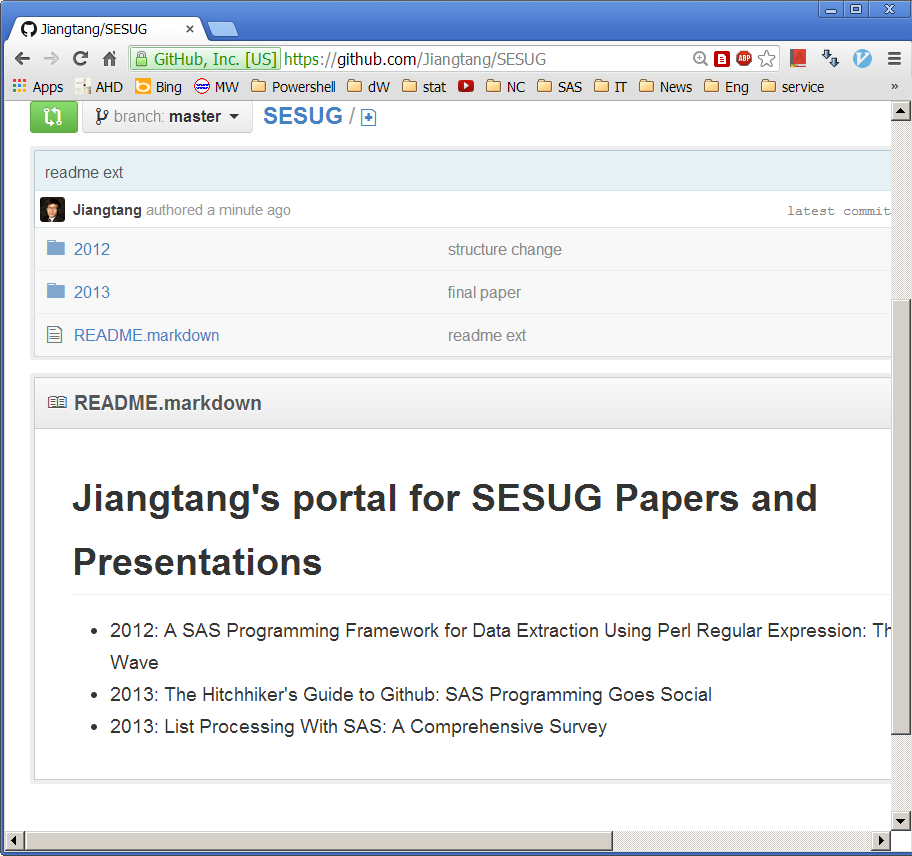 Jiangtang/SESUG
GitHub, Inc. [US] https://github.com/Jiangtang/SESUG
ABP
Apps AHD Bing MW Powershell dW stat NC SAS IT News Eng service »
branch: master SESUG /
readme ext
Jiangtang authored a minute ago latest commit
2012 structure change
2013 final paper
README.markdown readme ext
README.markdown
Jiangtang's portal for SESUG Papers and
Presentations
• 2012: A SAS Programming Framework for Data Extraction Using Perl Regular Expression: Th
Wave
• 2013: The Hitchhiker's Guide to Github: SAS Programming Goes Social
• 2013: List Processing With SAS: A Comprehensive Survey